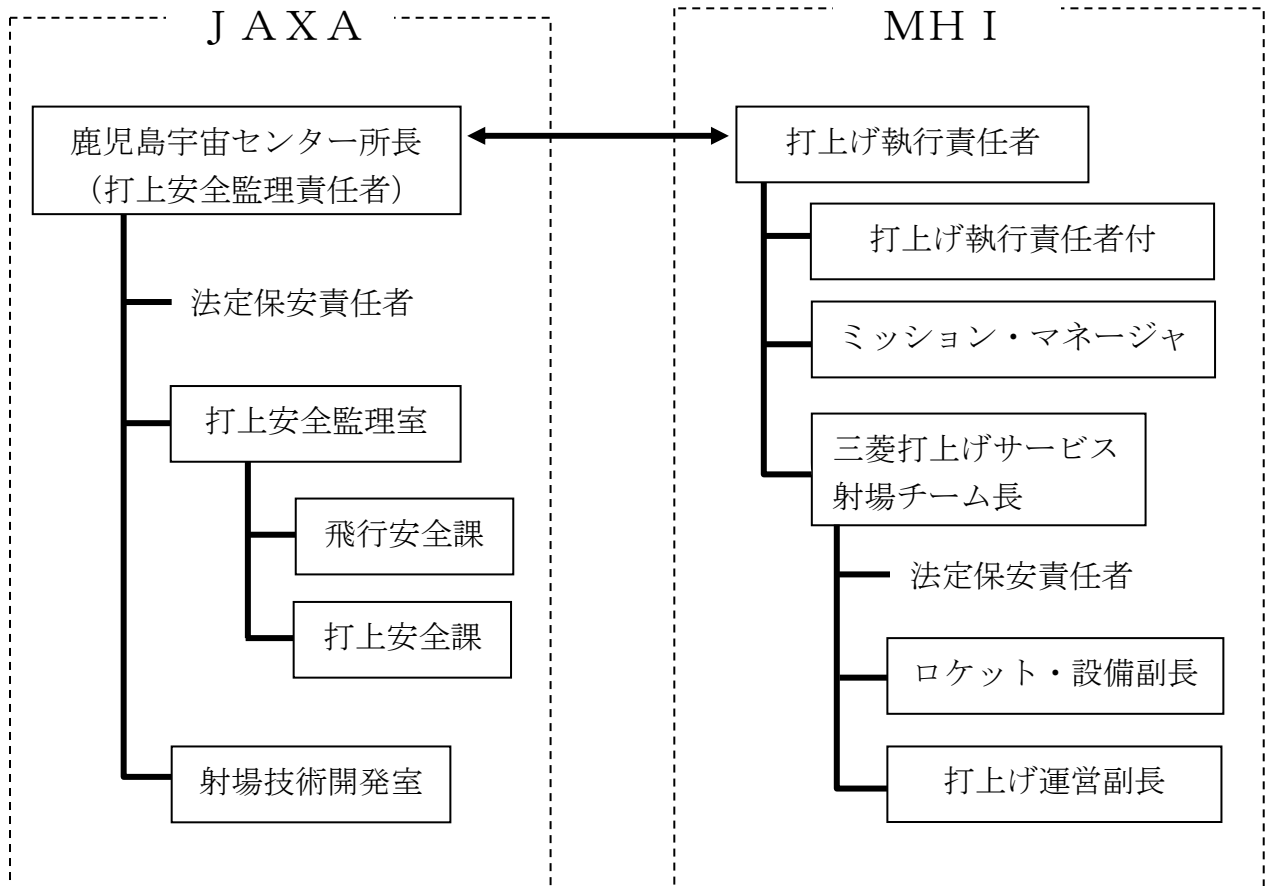 ＪＡＸＡ
鹿児島宇宙センター所長
（打上安全監理責任者）
法定保安責任者
打上安全監理室
飛行安全課
打上安全課
射場技術開発室
ＭＨＩ
打上げ執行責任者
打上げ執行責任者付
ミッション・マネージャ
三菱打上げサービス
射場チーム長
法定保安責任者
ロケット・設備副長
打上げ運営副長